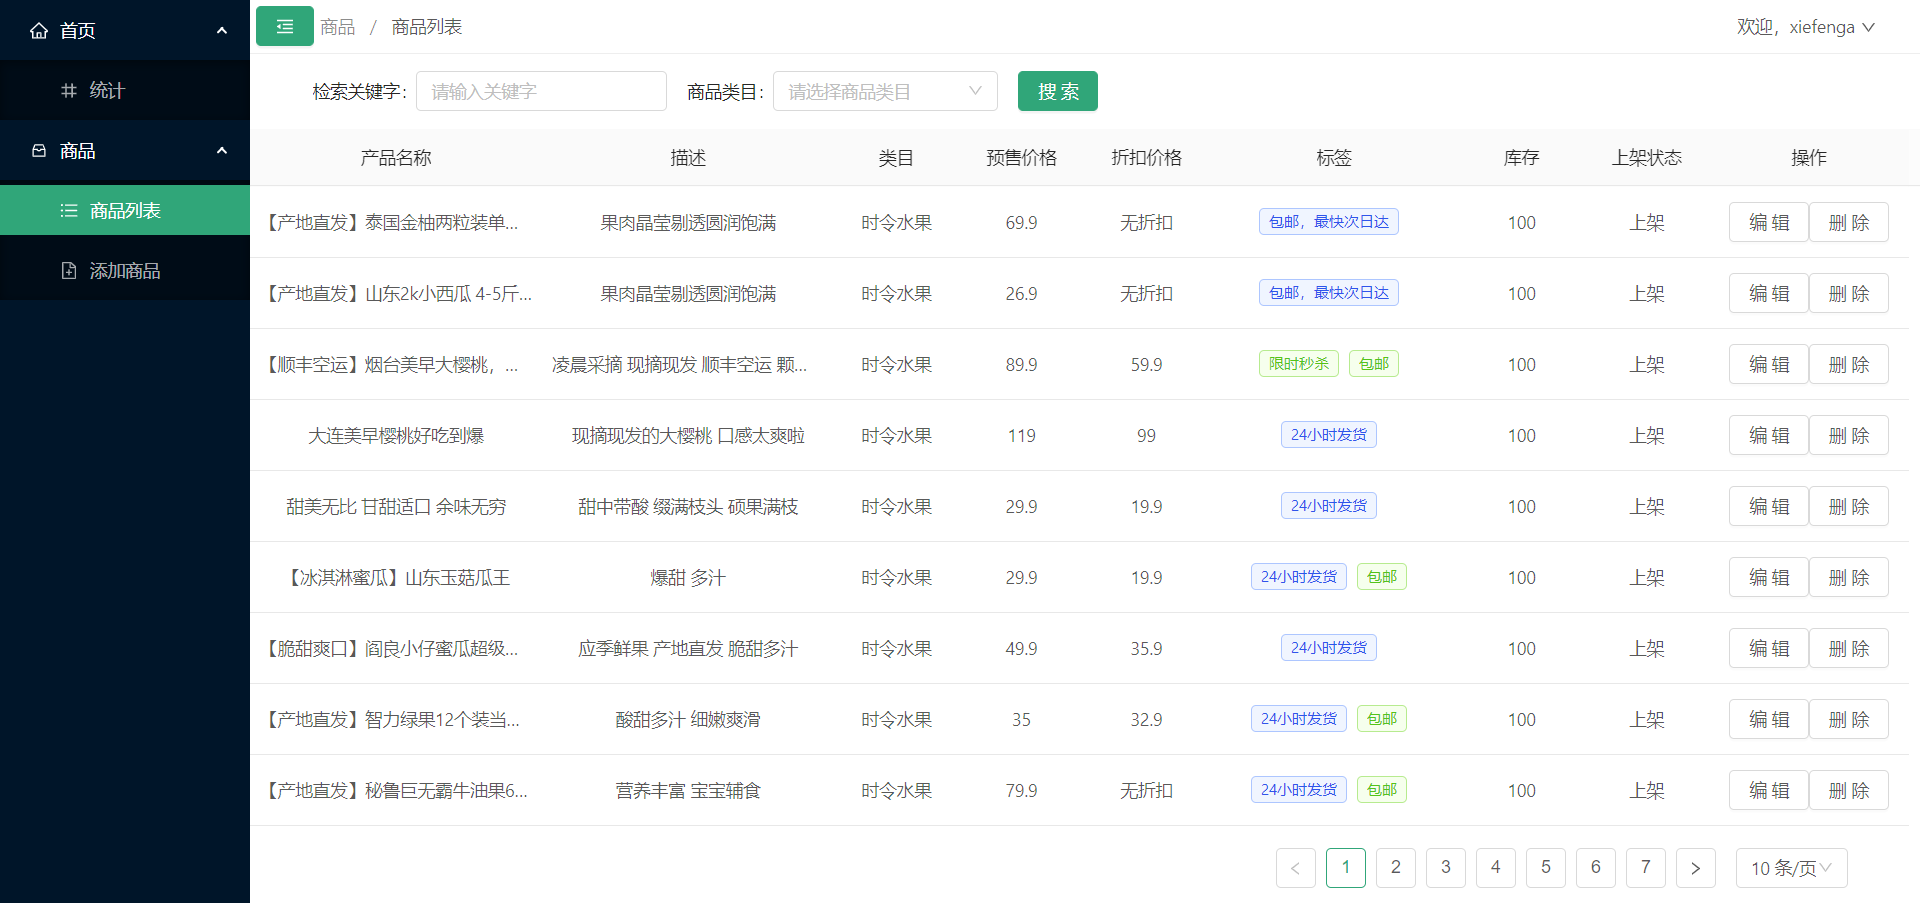 首页
统计
商品
商品列表
添加商品
商品 / 商品列表
欢迎，xiefenga
检索关键字: 请输入关键字 商品类目: 请选择商品类目 搜 索
产品名称 描述 类目 预售价格 折扣价格 标签 库存 上架状态 操作
【产地直发】泰国金柚两粒装单... 果肉晶莹剔透圆润饱满 时令水果 69.9 无折扣 包邮，最快次日达 100 上架 编 辑 删 除
【产地直发】山东2k小西瓜 4-5斤... 果肉晶莹剔透圆润饱满 时令水果 26.9 无折扣 包邮，最快次日达 100 上架 编 辑 删 除
【顺丰空运】烟台美早大樱桃，... 凌晨采摘 现摘现发 顺丰空运 颗... 时令水果 89.9 59.9 限时秒杀 包邮 100 上架 编 辑 删 除
大连美早樱桃好吃到爆 现摘现发的大樱桃 口感太爽啦 时令水果 119 99 24小时发货 100 上架 编 辑 删 除
甜美无比 甘甜适口 余味无穷 甜中带酸 缀满枝头 硕果满枝 时令水果 29.9 19.9 24小时发货 100 上架 编 辑 删 除
【冰淇淋蜜瓜】山东玉菇瓜王 爆甜 多汁 时令水果 29.9 19.9 24小时发货 包邮 100 上架 编 辑 删 除
【脆甜爽口】阎良小仔蜜瓜超级... 应季鲜果 产地直发 脆甜多汁 时令水果 49.9 35.9 24小时发货 100 上架 编 辑 删 除
【产地直发】智力绿果12个装当... 酸甜多汁 细嫩爽滑 时令水果 35 32.9 24小时发货 包邮 100 上架 编 辑 删 除
【产地直发】秘鲁巨无霸牛油果6... 营养丰富 宝宝辅食 时令水果 79.9 无折扣 24小时发货 包邮 100 上架 编 辑 删 除
< 1 2 3 4 5 6 7 > 10 条/页